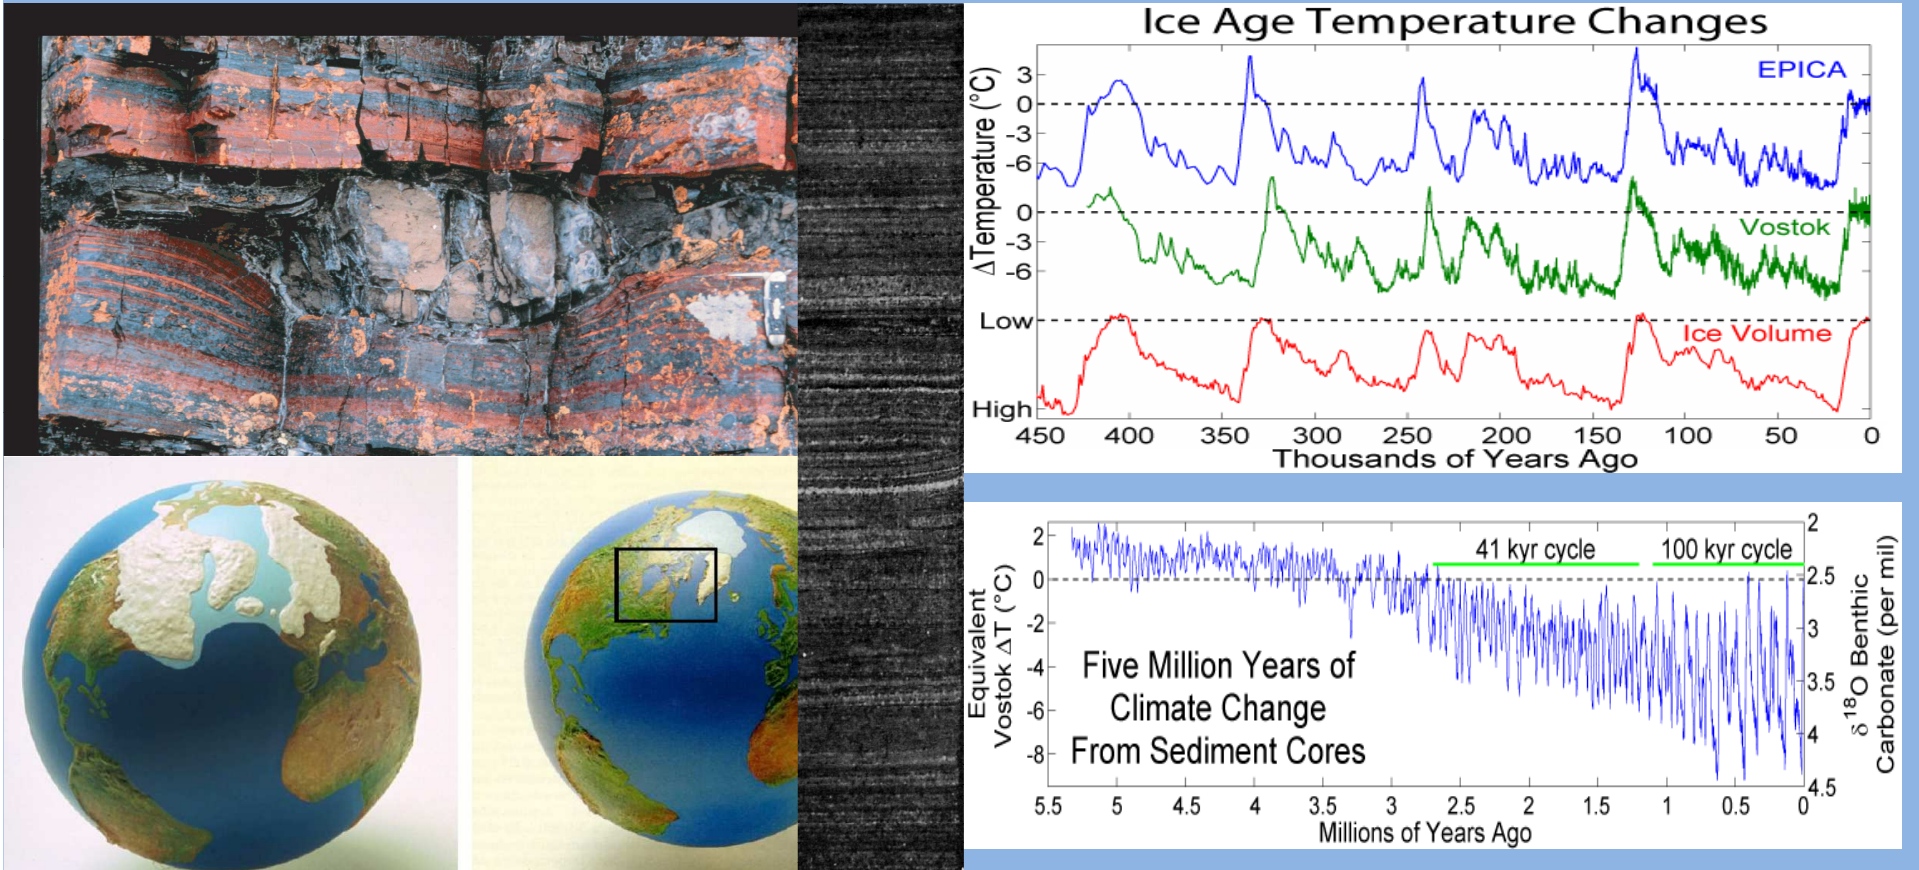 Ice Age Temperature Changes
ΔTemperature (°C)
3
0
-3
-6
EPICA
0
-3
-6
Vostok
Low
High
Ice Volume
450 400 350 300 250 200 150 100 50 0
Thousands of Years Ago
Equivalent
Vostok ΔT (°C)
2
0
-2
-4
-6
-8
41 kyr cycle
100 kyr cycle
Five Million Years of
Climate Change
From Sediment Cores
2
2.5
3
3.5
4
4.5
δ18O Benthic
Carbonate (per mil)
5.5 5 4.5 4 3.5 3 2.5 2 1.5 1 0.5 0
Millions of Years Ago